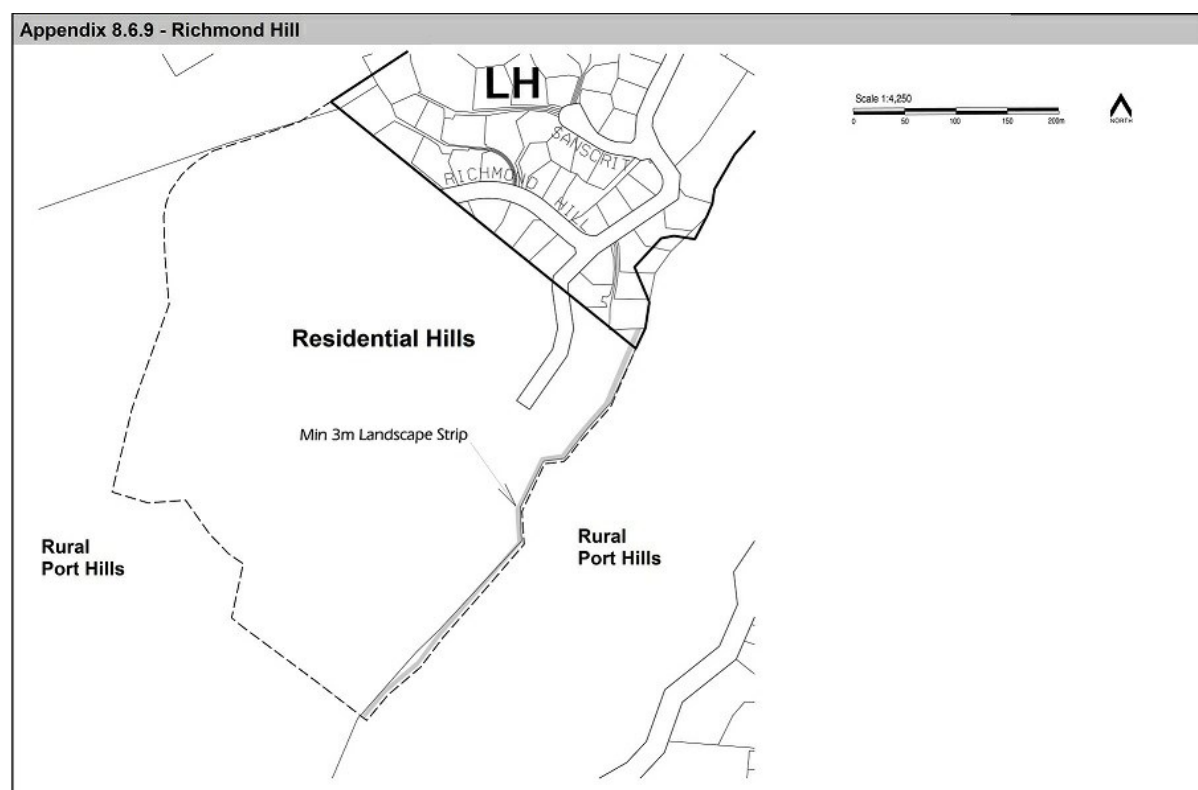 Appendix 8.6.9 - Richmond Hill
LH
Scale 1:4,250
0 50 100 150 200m
NORTH
SANSCRIT
RICHMOND HILL
Residential Hills
Min 3m Landscape Strip
Rural
Port Hills
Rural
Port Hills